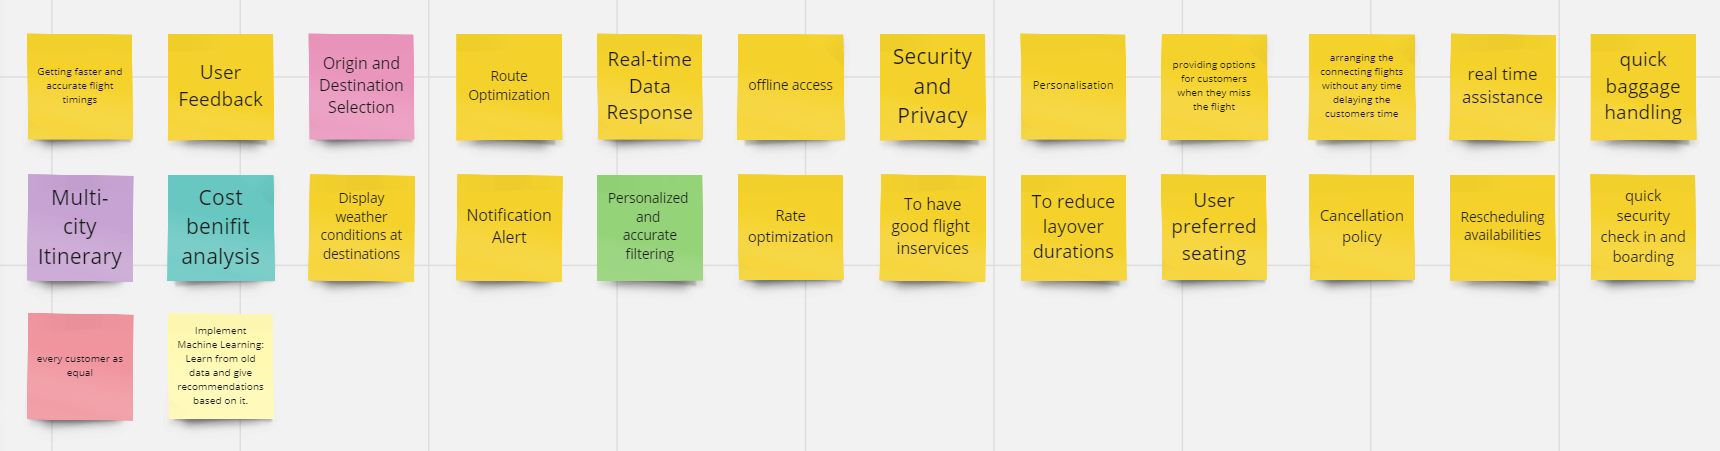 Getting faster and
accurate flight
timings
User
Feedback
Origin and
Destination
Selection
Route
Optimization
Real-time
Data
Response
offline access
Security
and
Privacy
Personalisation
providing options
for customers
when they miss
the flight
arranging the
connecting flights
without any time
delaying the
customers time
real time
assistance
quick
baggage
handling
Multi-
city
Itinerary
Cost
benifit
analysis
Display
weather
conditions at
destinations
Notification
Alert
Personalized
and
accurate
filtering
Rate
optimization
To have
good flight
inservices
To reduce
layover
durations
User
preferred
seating
Cancellation
policy
Rescheduling
availabilities
quick
security
check in and
boarding
every customer as
equal
Implement
Machine Learning:
Learn from old
data and give
recommendations
based on it.